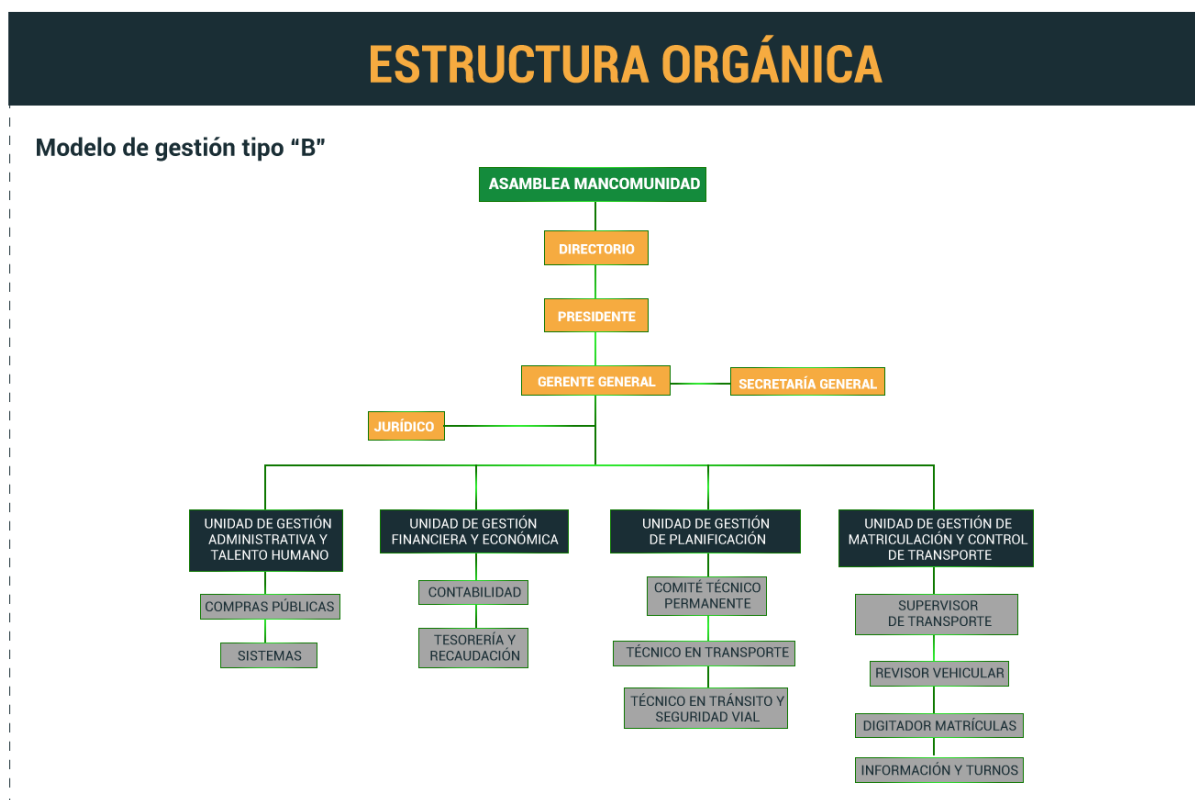 ESTRUCTURA ORGÁNICA
Modelo de gestión tipo “B”
ASAMBLEA MANCOMUNIDAD
DIRECTORIO
PRESIDENTE
GERENTE GENERAL
SECRETARÍA GENERAL
JURÍDICO
UNIDAD DE GESTIÓN
ADMINISTRATIVA Y
TALENTO HUMANO
COMPRAS PÚBLICAS
SISTEMAS
UNIDAD DE GESTIÓN
FINANCIERA Y ECONÓMICA
CONTABILIDAD
TESORERÍA Y
RECAUDACIÓN
UNIDAD DE GESTIÓN
DE PLANIFICACIÓN
COMITÉ TÉCNICO
PERMANENTE
TÉCNICO EN TRANSPORTE
TÉCNICO EN TRÁNSITO Y
SEGURIDAD VIAL
UNIDAD DE GESTIÓN DE
MATRICULACIÓN Y CONTROL
DE TRANSPORTE
SUPERVISOR
DE TRANSPORTE
REVISOR VEHICULAR
DIGITADOR MATRÍCULAS
INFORMACIÓN Y TURNOS